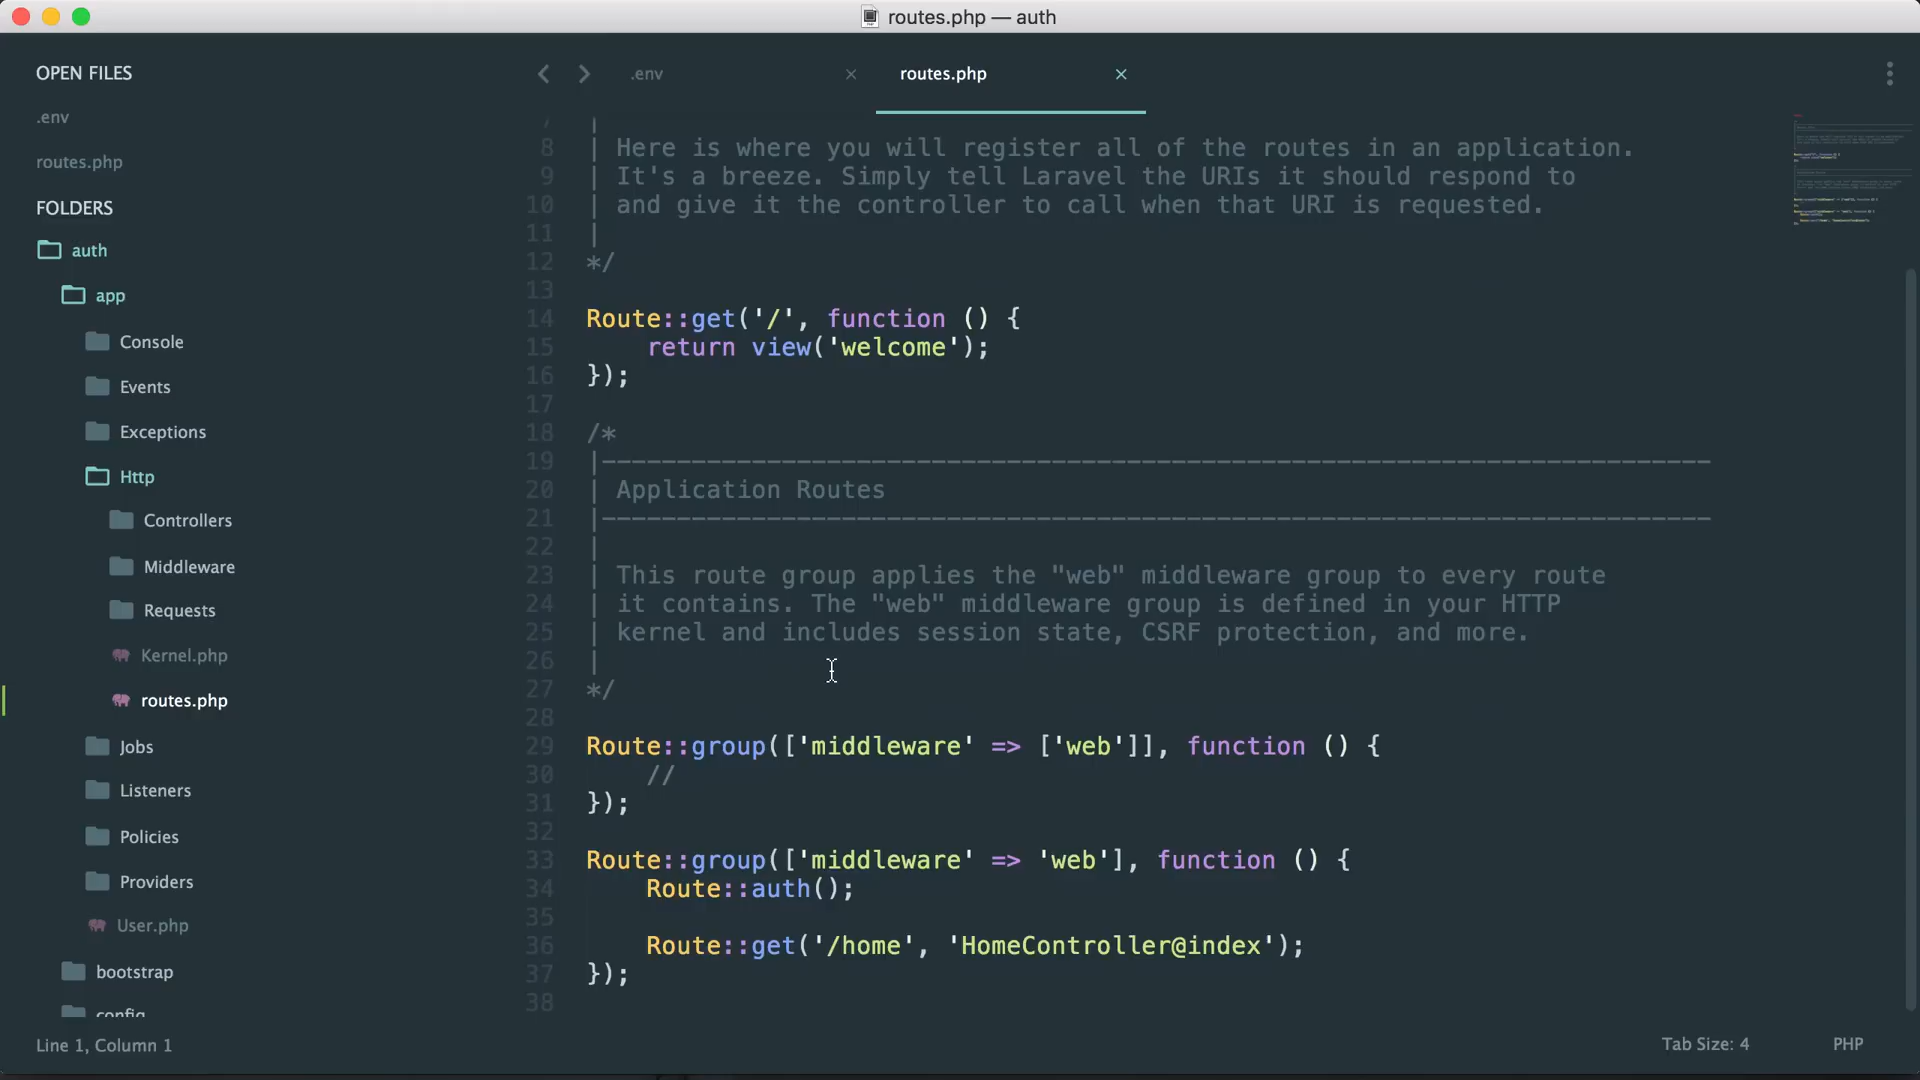 routes.php — auth
OPEN FILES
.env
routes.php
FOLDERS
auth
app
Console
Events
Exceptions
Http
Controllers
Middleware
Requests
Kernel.php
routes.php
Jobs
Listeners
Policies
Providers
User.php
bootstrap
config
.env
routes.php
7 |
8 | Here is where you will register all of the routes in an application.
9 | It's a breeze. Simply tell Laravel the URIs it should respond to
10 | and give it the controller to call when that URI is requested.
11 |
12 */
13
14 Route::get('/', function () {
15     return view('welcome');
16 });
17
18 /*
19 |--------------------------------------------------------------------------
20 | Application Routes
21 |--------------------------------------------------------------------------
22 |
23 | This route group applies the "web" middleware group to every route
24 | it contains. The "web" middleware group is defined in your HTTP
25 | kernel and includes session state, CSRF protection, and more.
26 |
27 */
28
29 Route::group(['middleware' => ['web']], function () {
30     //
31 });
32
33 Route::group(['middleware' => 'web'], function () {
34     Route::auth();
35
36     Route::get('/home', 'HomeController@index');
37 });
38
Line 1, Column 1
Tab Size: 4
PHP